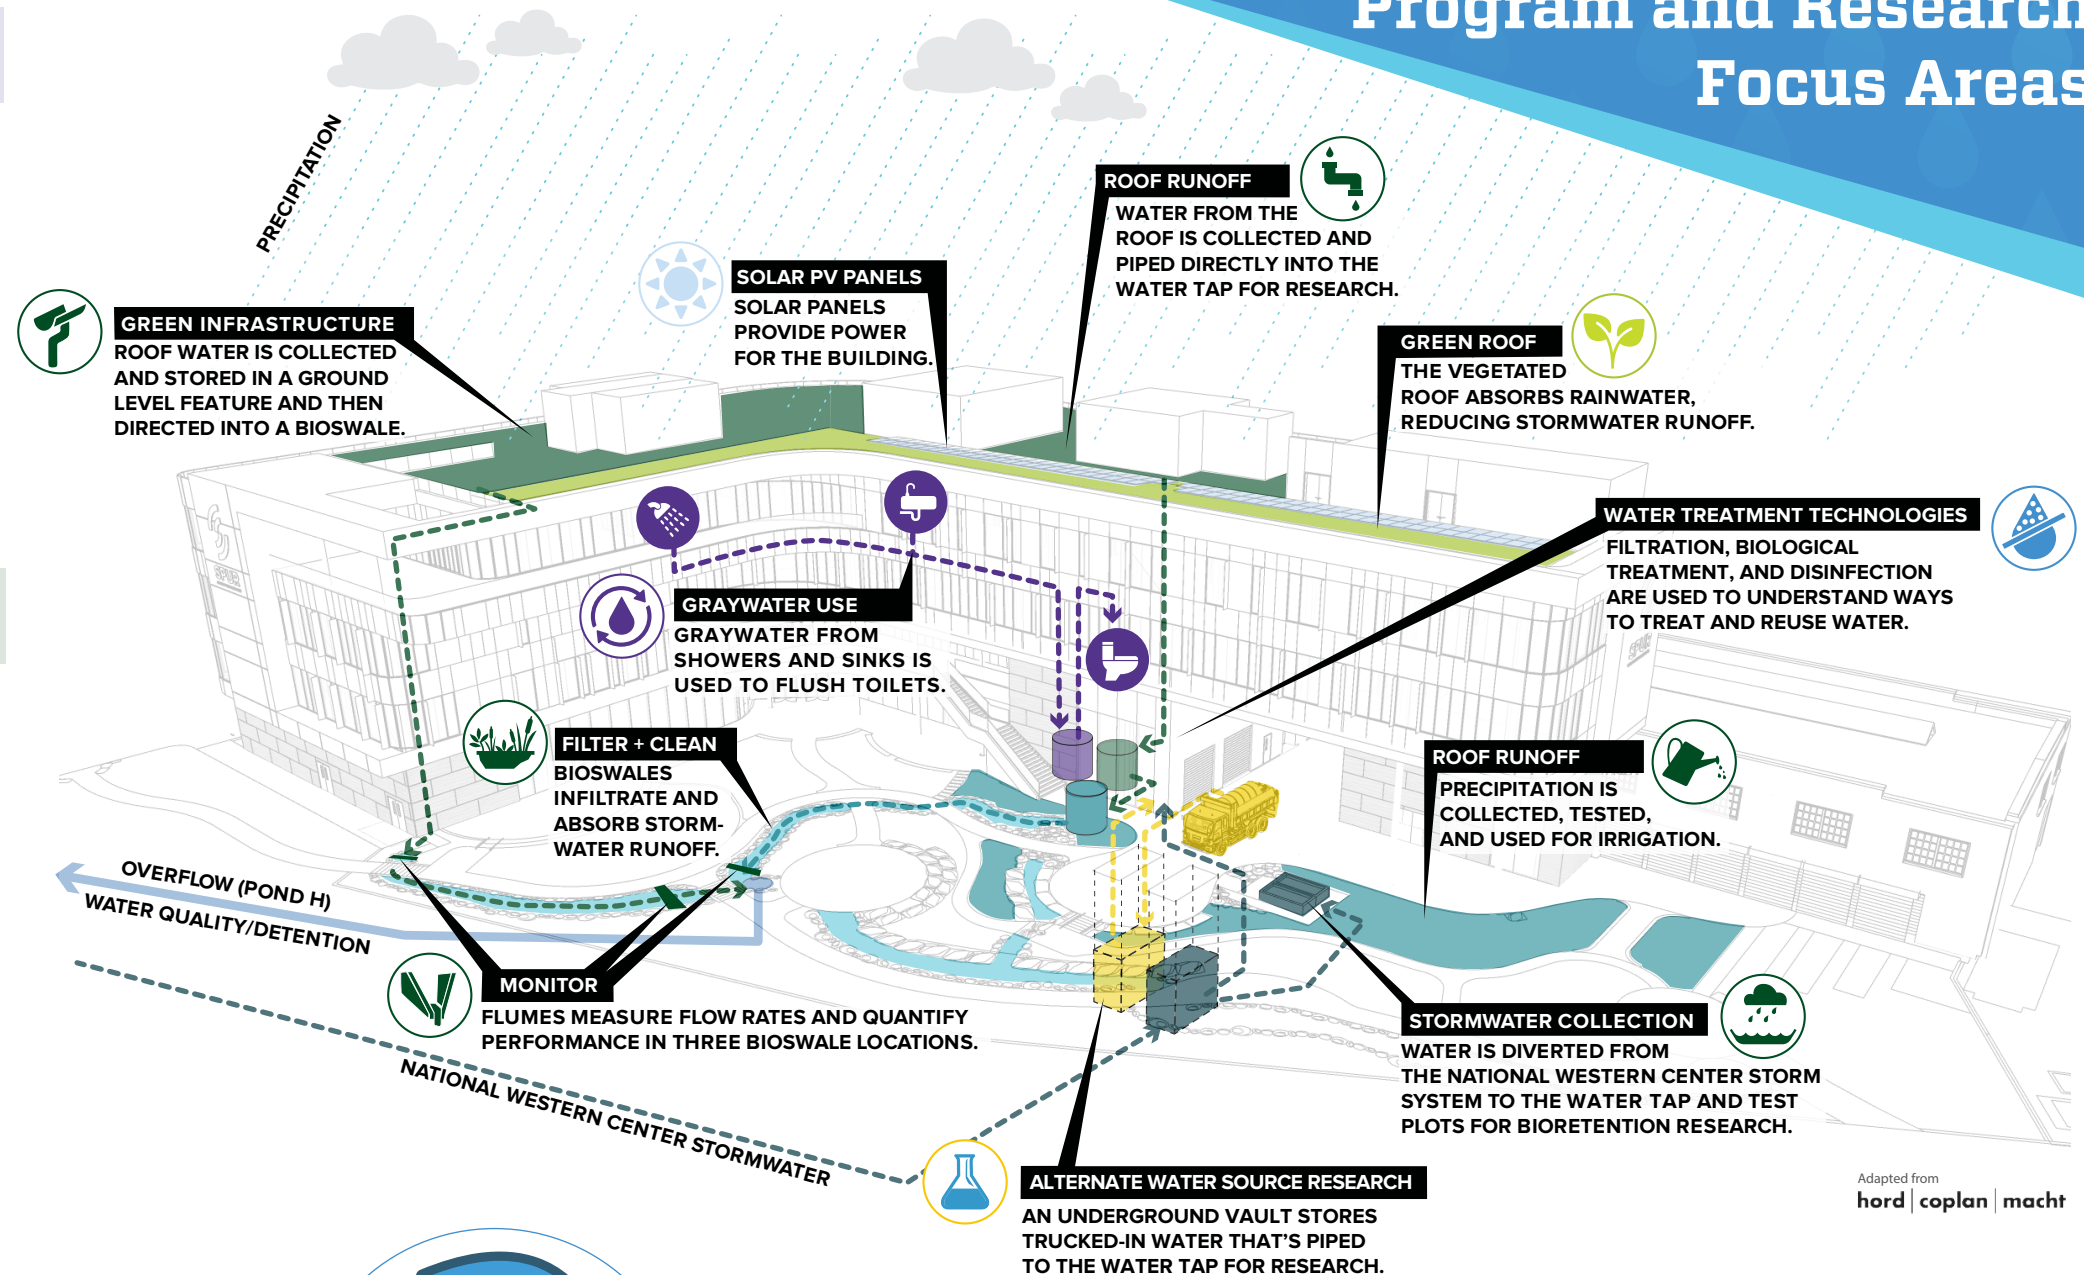 Program and Research
Focus Areas
PRECIPITATION
ROOF RUNOFF
WATER FROM THE
ROOF IS COLLECTED AND
PIPED DIRECTLY INTO THE
WATER TAP FOR RESEARCH.
SOLAR PV PANELS
SOLAR PANELS
PROVIDE POWER
FOR THE BUILDING.
GREEN INFRASTRUCTURE
ROOF WATER IS COLLECTED
AND STORED IN A GROUND
LEVEL FEATURE AND THEN
DIRECTED INTO A BIOSWALE.
GREEN ROOF
THE VEGETATED
ROOF ABSORBS RAINWATER,
REDUCING STORMWATER RUNOFF.
WATER TREATMENT TECHNOLOGIES
FILTRATION, BIOLOGICAL
TREATMENT, AND DISINFECTION
ARE USED TO UNDERSTAND WAYS
TO TREAT AND REUSE WATER.
SPUR
GRAYWATER USE
GRAYWATER FROM
SHOWERS AND SINKS IS
USED TO FLUSH TOILETS.
SPUR
FILTER + CLEAN
BIOSWALES
INFILTRATE AND
ABSORB STORM-
WATER RUNOFF.
ROOF RUNOFF
PRECIPITATION IS
COLLECTED, TESTED,
AND USED FOR IRRIGATION.
OVERFLOW (POND H)
WATER QUALITY/DETENTION
MONITOR
FLUMES MEASURE FLOW RATES AND QUANTIFY
PERFORMANCE IN THREE BIOSWALE LOCATIONS.
STORMWATER COLLECTION
WATER IS DIVERTED FROM
THE NATIONAL WESTERN CENTER STORM
SYSTEM TO THE WATER TAP AND TEST
PLOTS FOR BIORETENTION RESEARCH.
NATIONAL WESTERN CENTER STORMWATER
ALTERNATE WATER SOURCE RESEARCH
AN UNDERGROUND VAULT STORES
TRUCKED-IN WATER THAT'S PIPED
TO THE WATER TAP FOR RESEARCH.
Adapted from
hord | coplan | macht